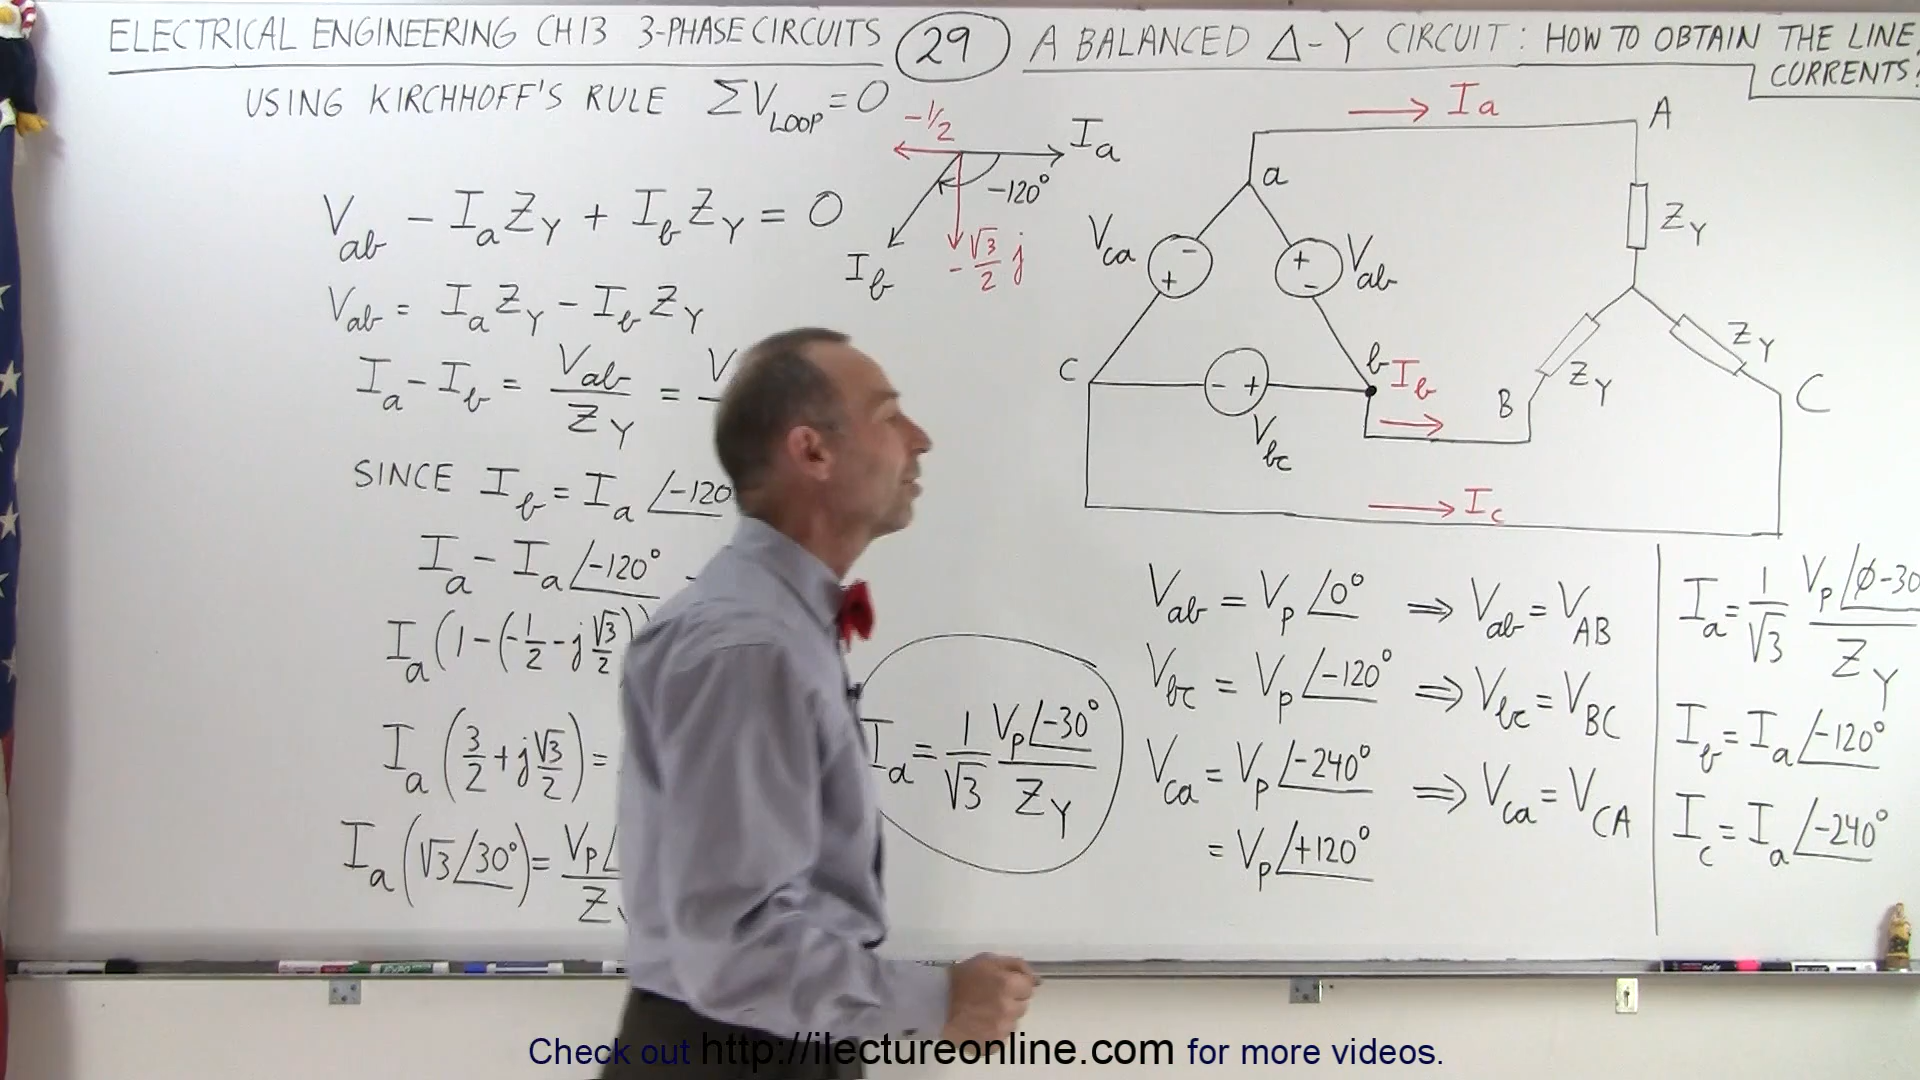 ELECTRICAL ENGINEERING CH 13 3-PHASE CIRCUITS 29 A BALANCED Δ-Y CIRCUIT: HOW TO OBTAIN THE LINE
CURRENTS?
USING KIRCHHOFF'S RULE ΣV_LOOP = 0
V_ab - I_a Z_Y + I_b Z_Y = 0
V_ab = I_a Z_Y - I_b Z_Y
I_a - I_b = V_ab / Z_Y = V
SINCE I_b = I_a ∠-120
I_a - I_a ∠-120° =
I_a (1 - (-1/2 - j √3/2))
I_a (3/2 + j √3/2) =
I_a (√3 ∠30°) = V_P ∠ / Z
I_a = 1/√3 V_P ∠-30° / Z_Y
-1/2
I_a
-120°
I_b
-√3/2 j
I_a
A
a
V_ca
- +
+ -
V_ab
Z_Y
Z_Y
Z_Y
c
- +
V_bc
b
I_b
B
C
I_c
V_ab = V_P ∠0° ⇒ V_ab = V_AB
V_bc = V_P ∠-120° ⇒ V_bc = V_BC
V_ca = V_P ∠-240° ⇒ V_ca = V_CA
= V_P ∠+120°
I_a = 1/√3 V_P ∠φ-30 / Z_Y
I_b = I_a ∠-120°
I_c = I_a ∠-240°
Check out http://ilectureonline.com for more videos.